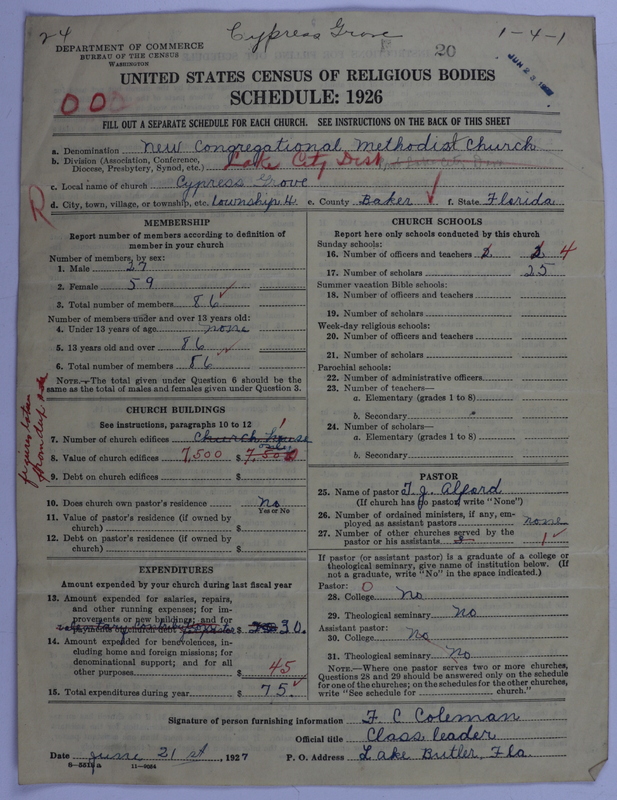 24
Cypress Grove
20
1-4-1
DEPARTMENT OF COMMERCE
BUREAU OF THE CENSUS
WASHINGTON
UNITED STATES CENSUS OF RELIGIOUS BODIES
SCHEDULE: 1926
FILL OUT A SEPARATE SCHEDULE FOR EACH CHURCH. SEE INSTRUCTIONS ON THE BACK OF THIS SHEET
a. Denomination New Congregational Methodist Church
b. Division (Association, Conference, Diocese, Presbytery, Synod, etc.) Lake City Dist
c. Local name of church Cypress Grove
d. City, town, village, or township, etc. township 4. e. County Baker f. State Florida
MEMBERSHIP
Report number of members according to definition of
member in your church
Number of members, by sex:
1. Male 27
2. Female 59
3. Total number of members 86
Number of members under and over 13 years old:
4. Under 13 years of age none
5. 13 years old and over 86
6. Total number of members 86
NOTE.—The total given under Question 6 should be the
same as the total of males and females given under Question 3.
CHURCH BUILDINGS
See instructions, paragraphs 10 to 12
7. Number of church edifices Church house 1
8. Value of church edifices 7,500 $ 7,500
9. Debt on church edifices $
10. Does church own pastor's residence No
Yes or No
11. Value of pastor's residence (if owned by
church) $
12. Debt on pastor's residence (if owned by
church) $
EXPENDITURES
Amount expended by your church during last fiscal year
13. Amount expended for salaries, repairs,
and other running expenses; for im-
provements or new buildings; and for
payments on church debt $ 30.
14. Amount expended for benevolences, in-
cluding home and foreign missions; for
denominational support; and for all
other purposes $ 45
15. Total expenditures during year $ 75.
CHURCH SCHOOLS
Report here only schools conducted by this church
Sunday schools:
16. Number of officers and teachers 2 2 4
17. Number of scholars 25
Summer vacation Bible schools:
18. Number of officers and teachers
19. Number of scholars
Week-day religious schools:
20. Number of officers and teachers
21. Number of scholars
Parochial schools:
22. Number of administrative officers
23. Number of teachers—
a. Elementary (grades 1 to 8)
b. Secondary
24. Number of scholars—
a. Elementary (grades 1 to 8)
b. Secondary
PASTOR
25. Name of pastor T. J. Alford
(If church has no pastor, write "None")
26. Number of ordained ministers, if any, em-
ployed as assistant pastors none
27. Number of other churches served by the
pastor or his assistants 1
If pastor (or assistant pastor) is a graduate of a college or
theological seminary, give name of institution below. (If
not a graduate, write "No" in the space indicated.)
Pastor: 0
28. College No
29. Theological seminary No
Assistant pastor:
30. College No
31. Theological seminary No
NOTE.—Where one pastor serves two or more churches,
Questions 28 and 29 should be answered only on the schedule
for one of the churches; on the schedules for the other churches,
write "See schedule for church."
Signature of person furnishing information F. C. Coleman
Official title Class leader
Date June 21 st, 1927 P. O. Address Lake Butler, Fla
11-9554